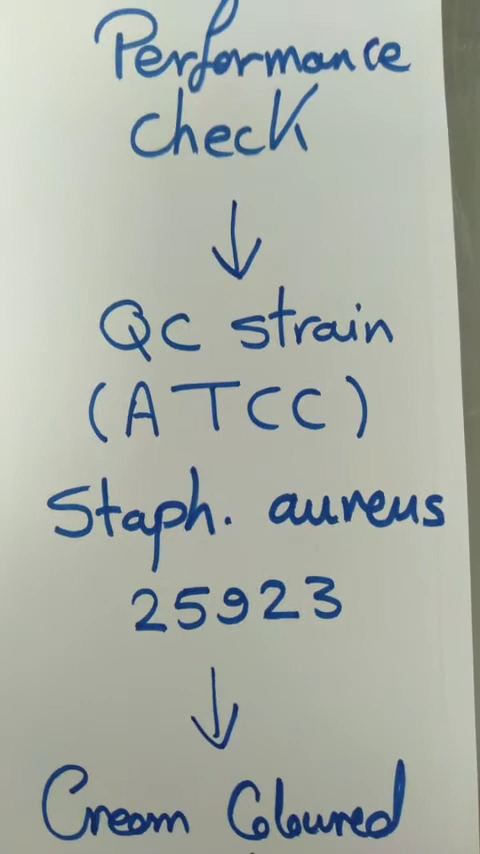 Performance
check
↓
QC strain
(ATCC)
Staph. aureus
25923
↓
Cream Coloured